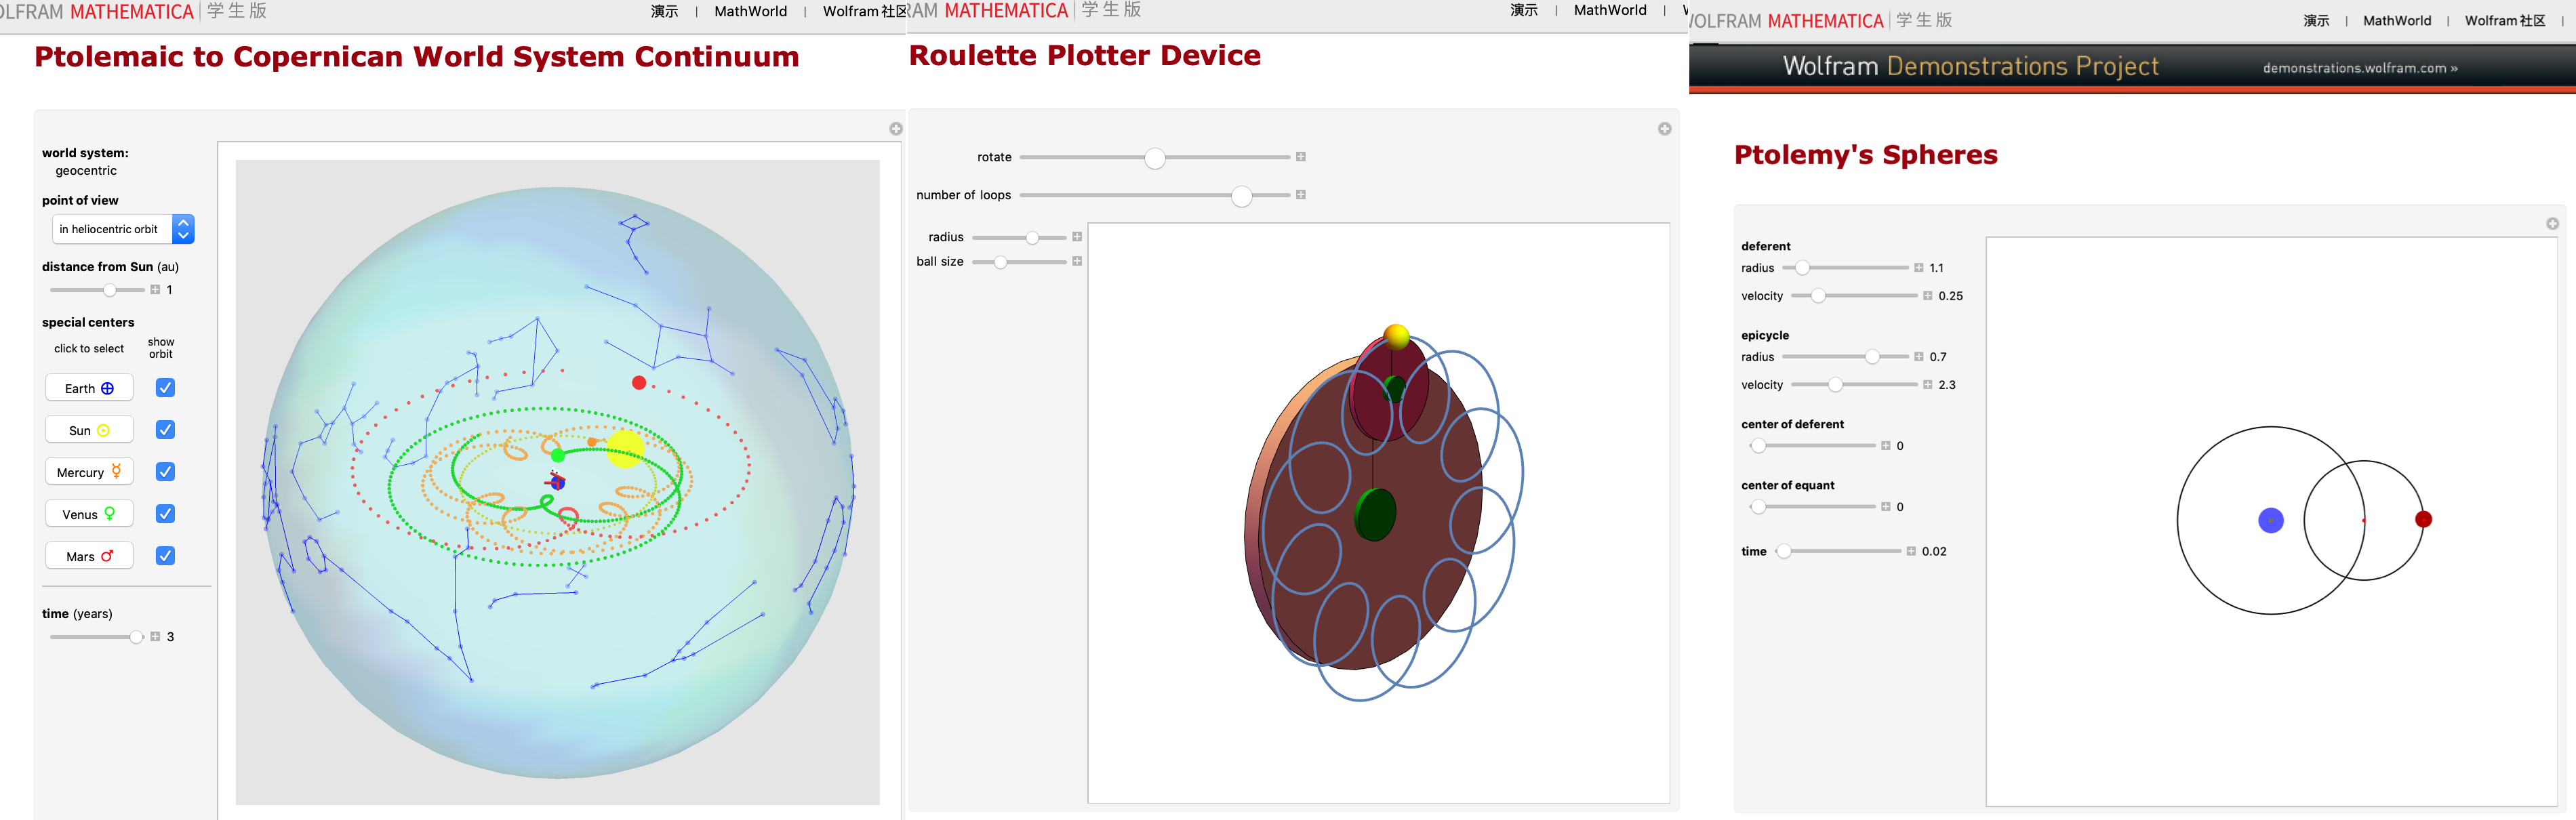 OLFRAM MATHEMATICA | 学生版
演示 | MathWorld | Wolfram 社区
Ptolemaic to Copernican World System Continuum
world system:
geocentric
point of view
in heliocentric orbit
distance from Sun (au)
1
special centers
click to select
show
orbit
Earth
Sun
Mercury
Venus
Mars
time (years)
3
RAM MATHEMATICA | 学生版
演示 | MathWorld |
Roulette Plotter Device
rotate
number of loops
radius
ball size
WOLFRAM MATHEMATICA | 学生版
演示 | MathWorld | Wolfram 社区 |
Wolfram Demonstrations Project
demonstrations.wolfram.com »
Ptolemy's Spheres
deferent
radius 1.1
velocity 0.25
epicycle
radius 0.7
velocity 2.3
center of deferent
0
center of equant
0
time 0.02